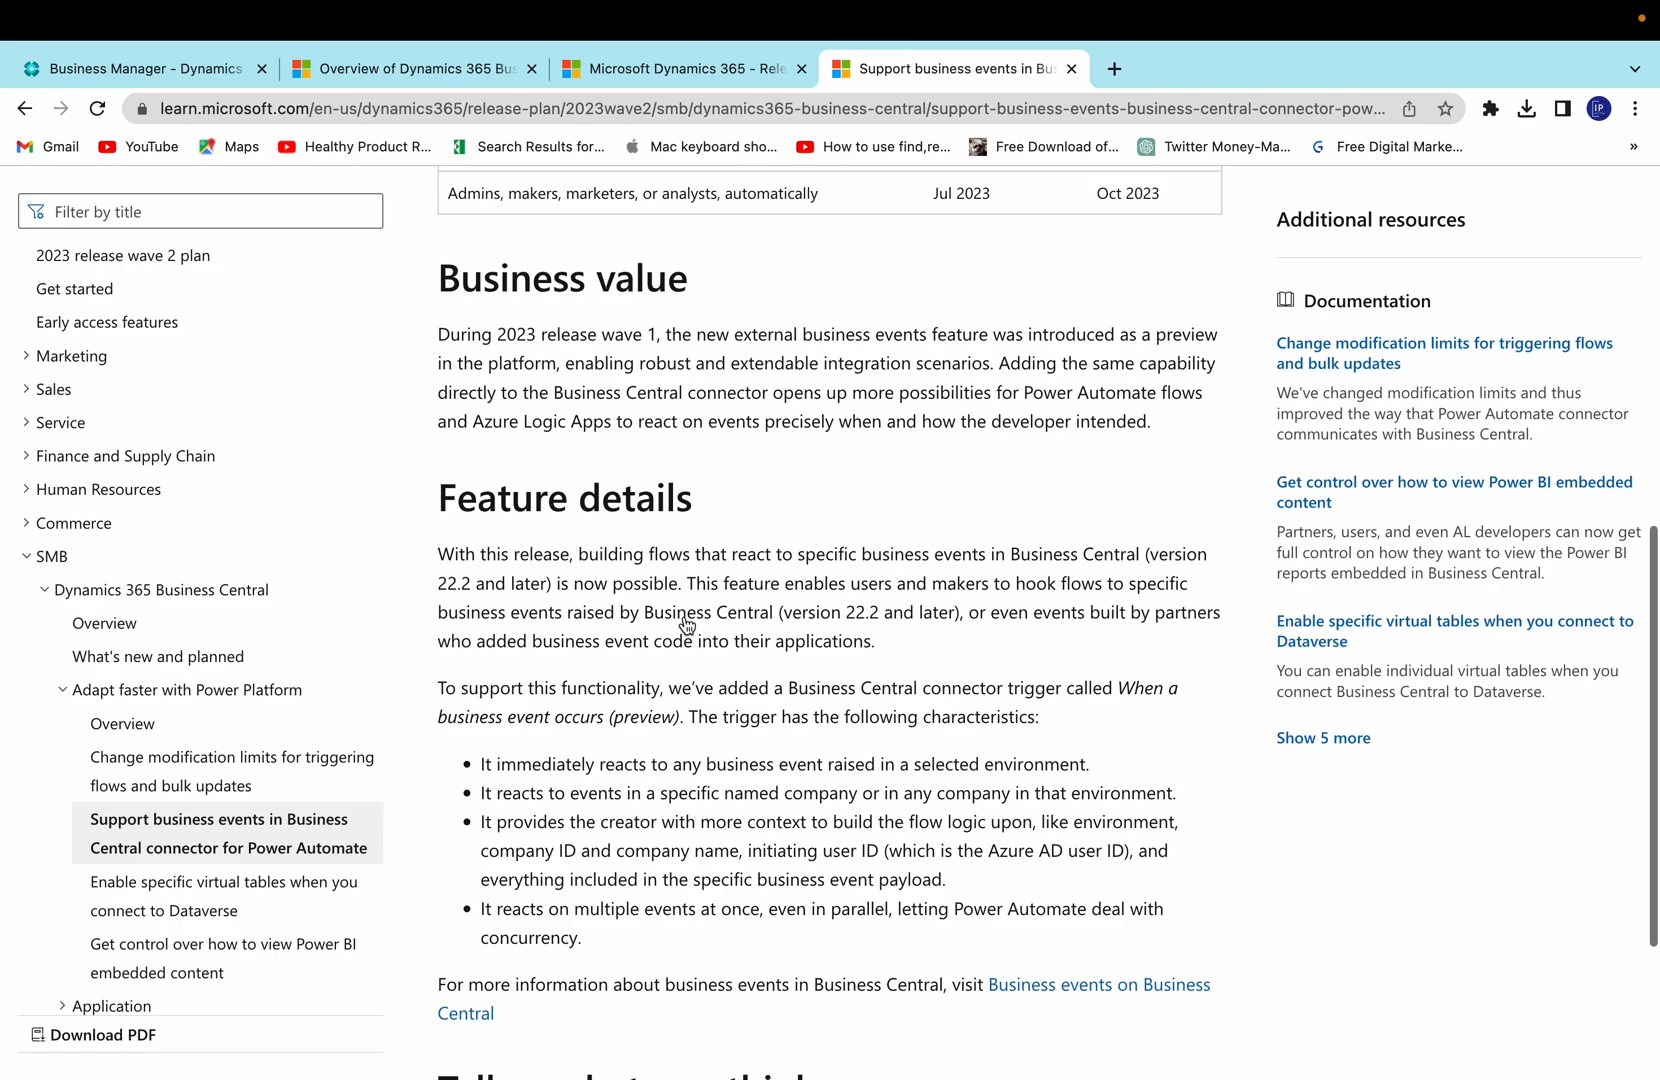 Business Manager - Dynamics
Overview of Dynamics 365 Bus
Microsoft Dynamics 365 - Rele
Support business events in Bus
learn.microsoft.com/en-us/dynamics365/release-plan/2023wave2/smb/dynamics365-business-central/support-business-events-business-central-connector-pow...
IP
Gmail
YouTube
Maps
Healthy Product R...
Search Results for...
Mac keyboard sho...
How to use find,re...
Free Download of...
Twitter Money-Ma...
Free Digital Marke...
»
Filter by title
2023 release wave 2 plan
Get started
Early access features
Marketing
Sales
Service
Finance and Supply Chain
Human Resources
Commerce
SMB
Dynamics 365 Business Central
Overview
What's new and planned
Adapt faster with Power Platform
Overview
Change modification limits for triggering
flows and bulk updates
Support business events in Business
Central connector for Power Automate
Enable specific virtual tables when you
connect to Dataverse
Get control over how to view Power BI
embedded content
Application
Download PDF
Admins, makers, marketers, or analysts, automatically Jul 2023 Oct 2023
Business value
During 2023 release wave 1, the new external business events feature was introduced as a preview
in the platform, enabling robust and extendable integration scenarios. Adding the same capability
directly to the Business Central connector opens up more possibilities for Power Automate flows
and Azure Logic Apps to react on events precisely when and how the developer intended.
Feature details
With this release, building flows that react to specific business events in Business Central (version
22.2 and later) is now possible. This feature enables users and makers to hook flows to specific
business events raised by Business Central (version 22.2 and later), or even events built by partners
who added business event code into their applications.
To support this functionality, we've added a Business Central connector trigger called When a
business event occurs (preview). The trigger has the following characteristics:
• It immediately reacts to any business event raised in a selected environment.
• It reacts to events in a specific named company or in any company in that environment.
• It provides the creator with more context to build the flow logic upon, like environment,
company ID and company name, initiating user ID (which is the Azure AD user ID), and
everything included in the specific business event payload.
• It reacts on multiple events at once, even in parallel, letting Power Automate deal with
concurrency.
For more information about business events in Business Central, visit Business events on Business
Central
Additional resources
Documentation
Change modification limits for triggering flows
and bulk updates
We've changed modification limits and thus
improved the way that Power Automate connector
communicates with Business Central.
Get control over how to view Power BI embedded
content
Partners, users, and even AL developers can now get
full control on how they want to view the Power BI
reports embedded in Business Central.
Enable specific virtual tables when you connect to
Dataverse
You can enable individual virtual tables when you
connect Business Central to Dataverse.
Show 5 more